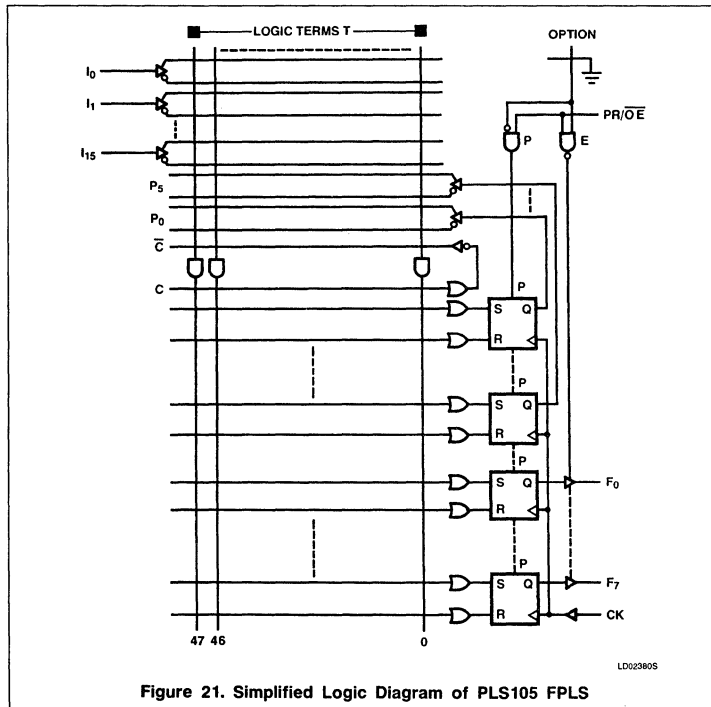 LOGIC TERMS T
OPTION
I0
I1
I15
PR/O̅E̅
P E
P5
P0
C̅
C
P
S Q
R
P
S Q
R
P
S Q
R
F0
P
S Q
R
F7
CK
47 46 0
LD02380S
Figure 21. Simplified Logic Diagram of PLS105 FPLS